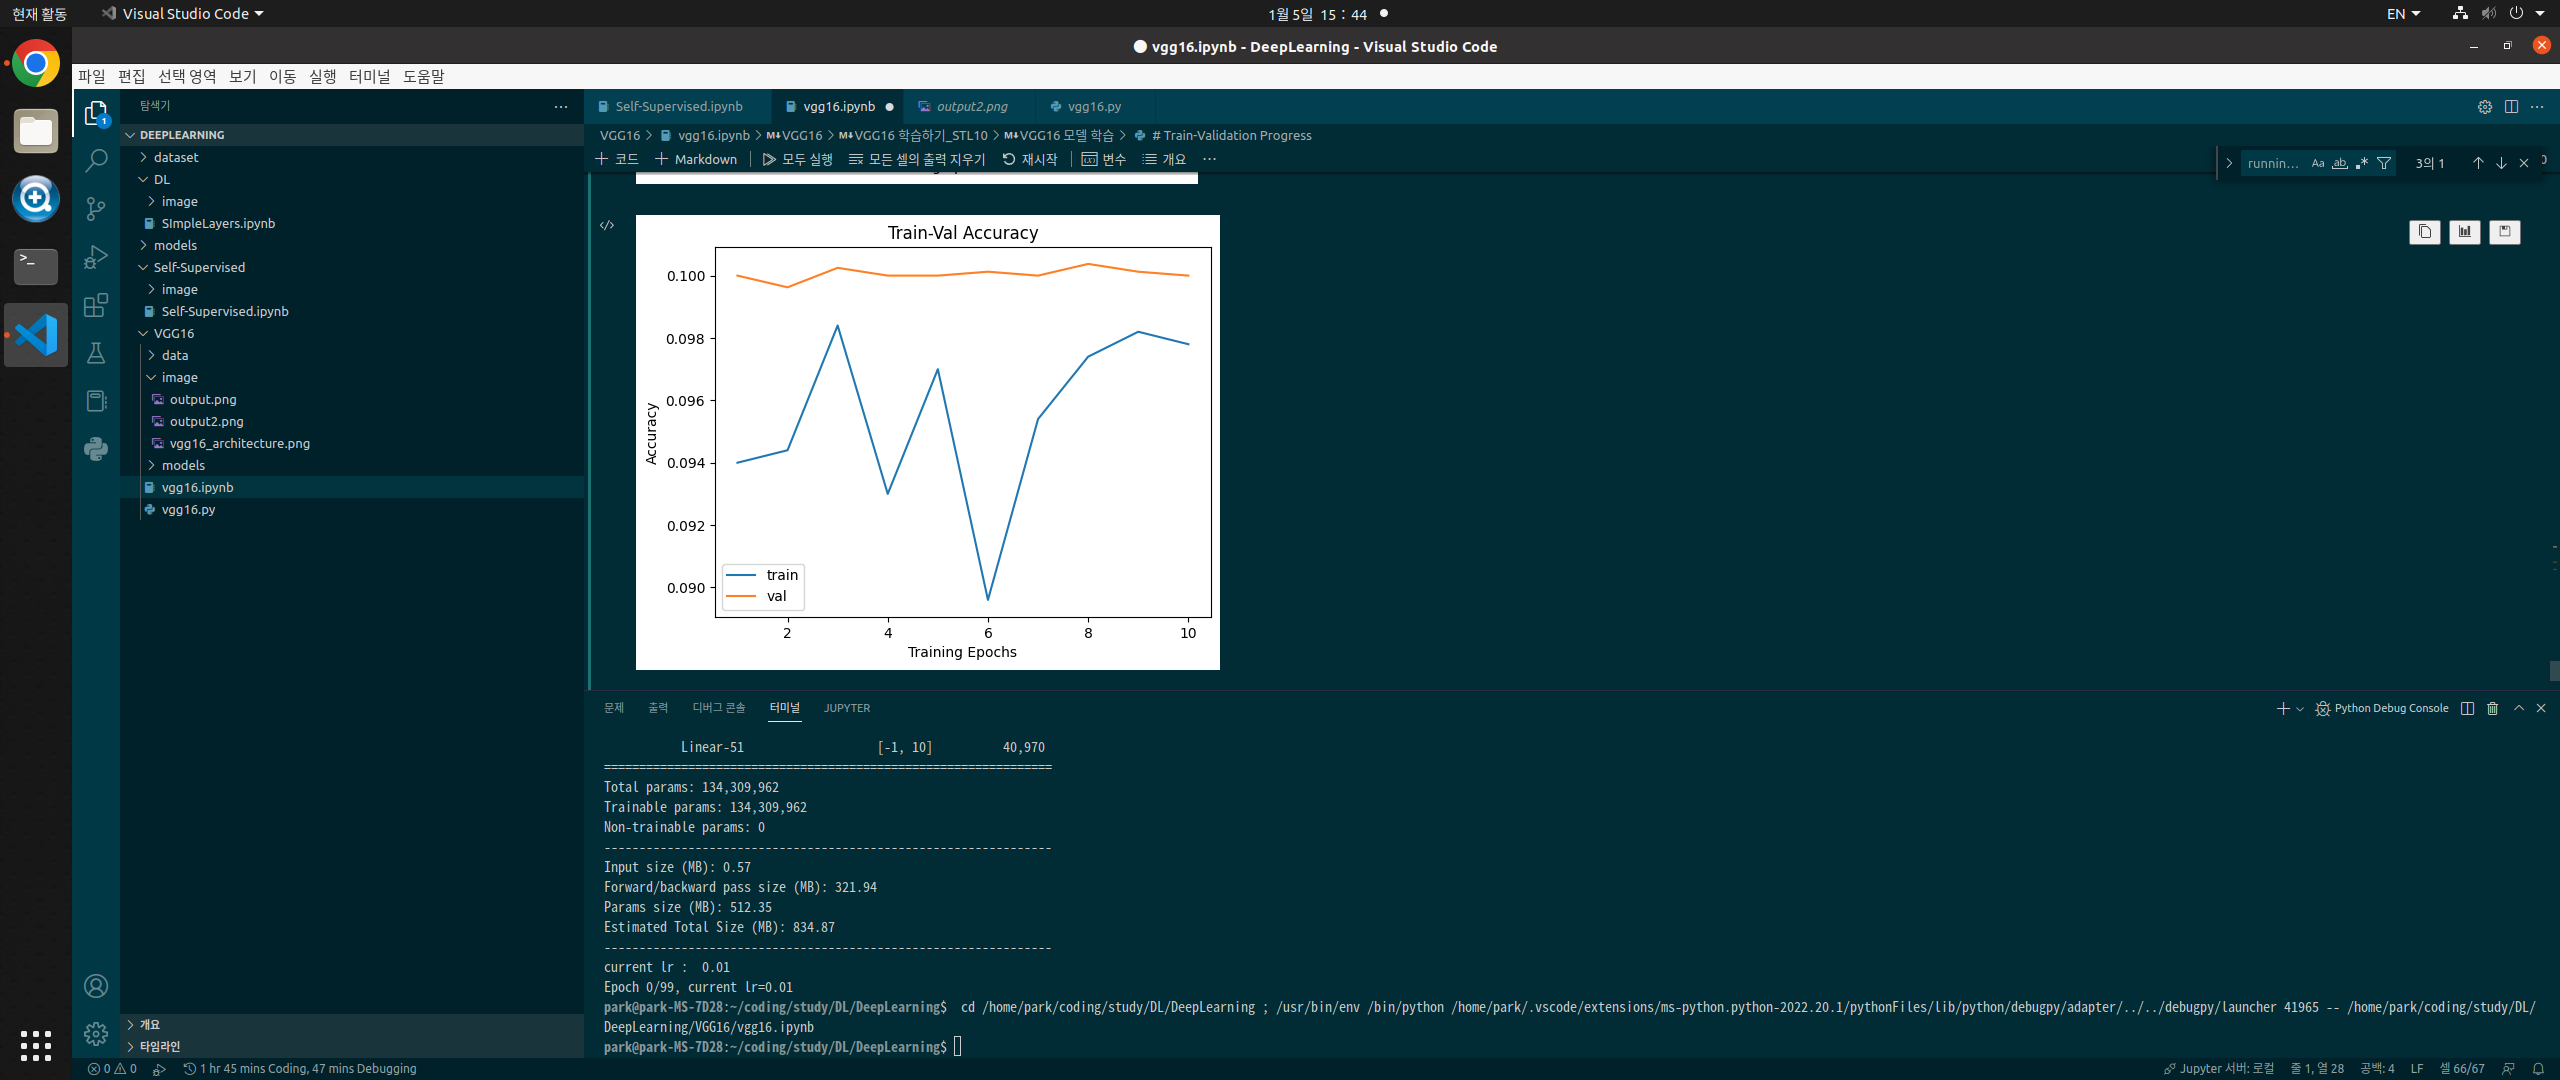 현재 활동
Visual Studio Code
1월 5일 15 : 44
EN
vgg16.ipynb - DeepLearning - Visual Studio Code
파일 편집 선택 영역 보기 이동 실행 터미널 도움말
탐색기
DEEPLEARNING
dataset
DL
image
SImpleLayers.ipynb
models
Self-Supervised
image
Self-Supervised.ipynb
VGG16
data
image
output.png
output2.png
vgg16_architecture.png
models
vgg16.ipynb
vgg16.py
개요
타임라인
Self-Supervised.ipynb
vgg16.ipynb
output2.png
vgg16.py
VGG16 > vgg16.ipynb > M↓VGG16 > M↓VGG16 학습하기_STL10 > M↓VGG16 모델 학습 > # Train-Validation Progress
코드 Markdown 모두 실행 모든 셀의 출력 지우기 재시작 변수 개요 ···
runnin... Aa ab 3의 1
Train-Val Accuracy
0.100
0.098
0.096
0.094
0.092
0.090
Accuracy
train
val
2 4 6 8 10
Training Epochs
문제 출력 디버그 콘솔 터미널 JUPYTER
Python Debug Console
Linear-51 [-1, 10] 40,970
================================================================
Total params: 134,309,962
Trainable params: 134,309,962
Non-trainable params: 0
----------------------------------------------------------------
Input size (MB): 0.57
Forward/backward pass size (MB): 321.94
Params size (MB): 512.35
Estimated Total Size (MB): 834.87
----------------------------------------------------------------
current lr :  0.01
Epoch 0/99, current lr=0.01
park@park-MS-7D28:~/coding/study/DL/DeepLearning$  cd /home/park/coding/study/DL/DeepLearning ; /usr/bin/env /bin/python /home/park/.vscode/extensions/ms-python.python-2022.20.1/pythonFiles/lib/python/debugpy/adapter/../../debugpy/launcher 41965 -- /home/park/coding/study/DL/
DeepLearning/VGG16/vgg16.ipynb
park@park-MS-7D28:~/coding/study/DL/DeepLearning$
0 0 1 hr 45 mins Coding, 47 mins Debugging
Jupyter 서버: 로컬 줄 1, 열 28 공백: 4 LF 셀 66/67